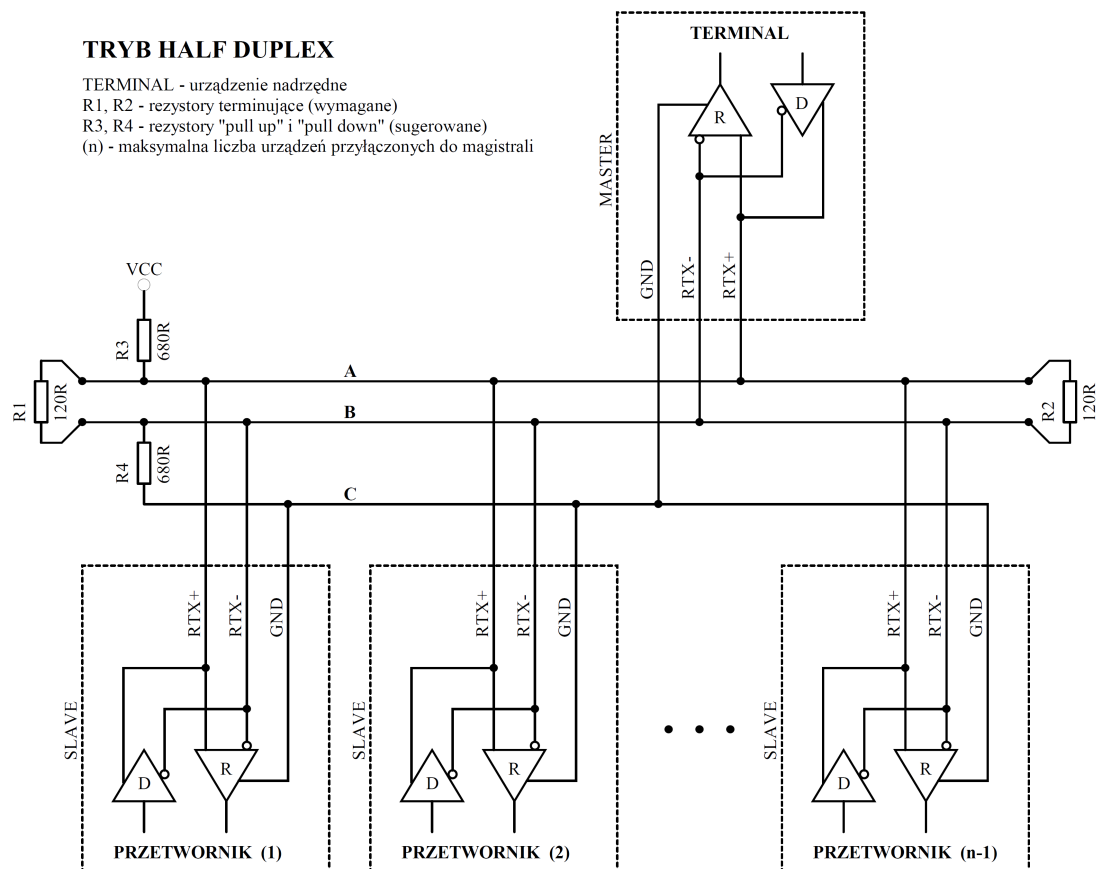 TRYB HALF DUPLEX
TERMINAL - urządzenie nadrzędne
R1, R2 - rezystory terminujące (wymagane)
R3, R4 - rezystory "pull up" i "pull down" (sugerowane)
(n) - maksymalna liczba urządzeń przyłączonych do magistrali
TERMINAL
R
D
MASTER
GND
RTX-
RTX+
VCC
R3
680R
R1
120R
A
B
R2
120R
R4
680R
C
SLAVE
RTX+
RTX-
GND
D
R
PRZETWORNIK (1)
SLAVE
RTX+
RTX-
GND
D
R
PRZETWORNIK (2)
• • •
SLAVE
RTX+
RTX-
GND
D
R
PRZETWORNIK (n-1)